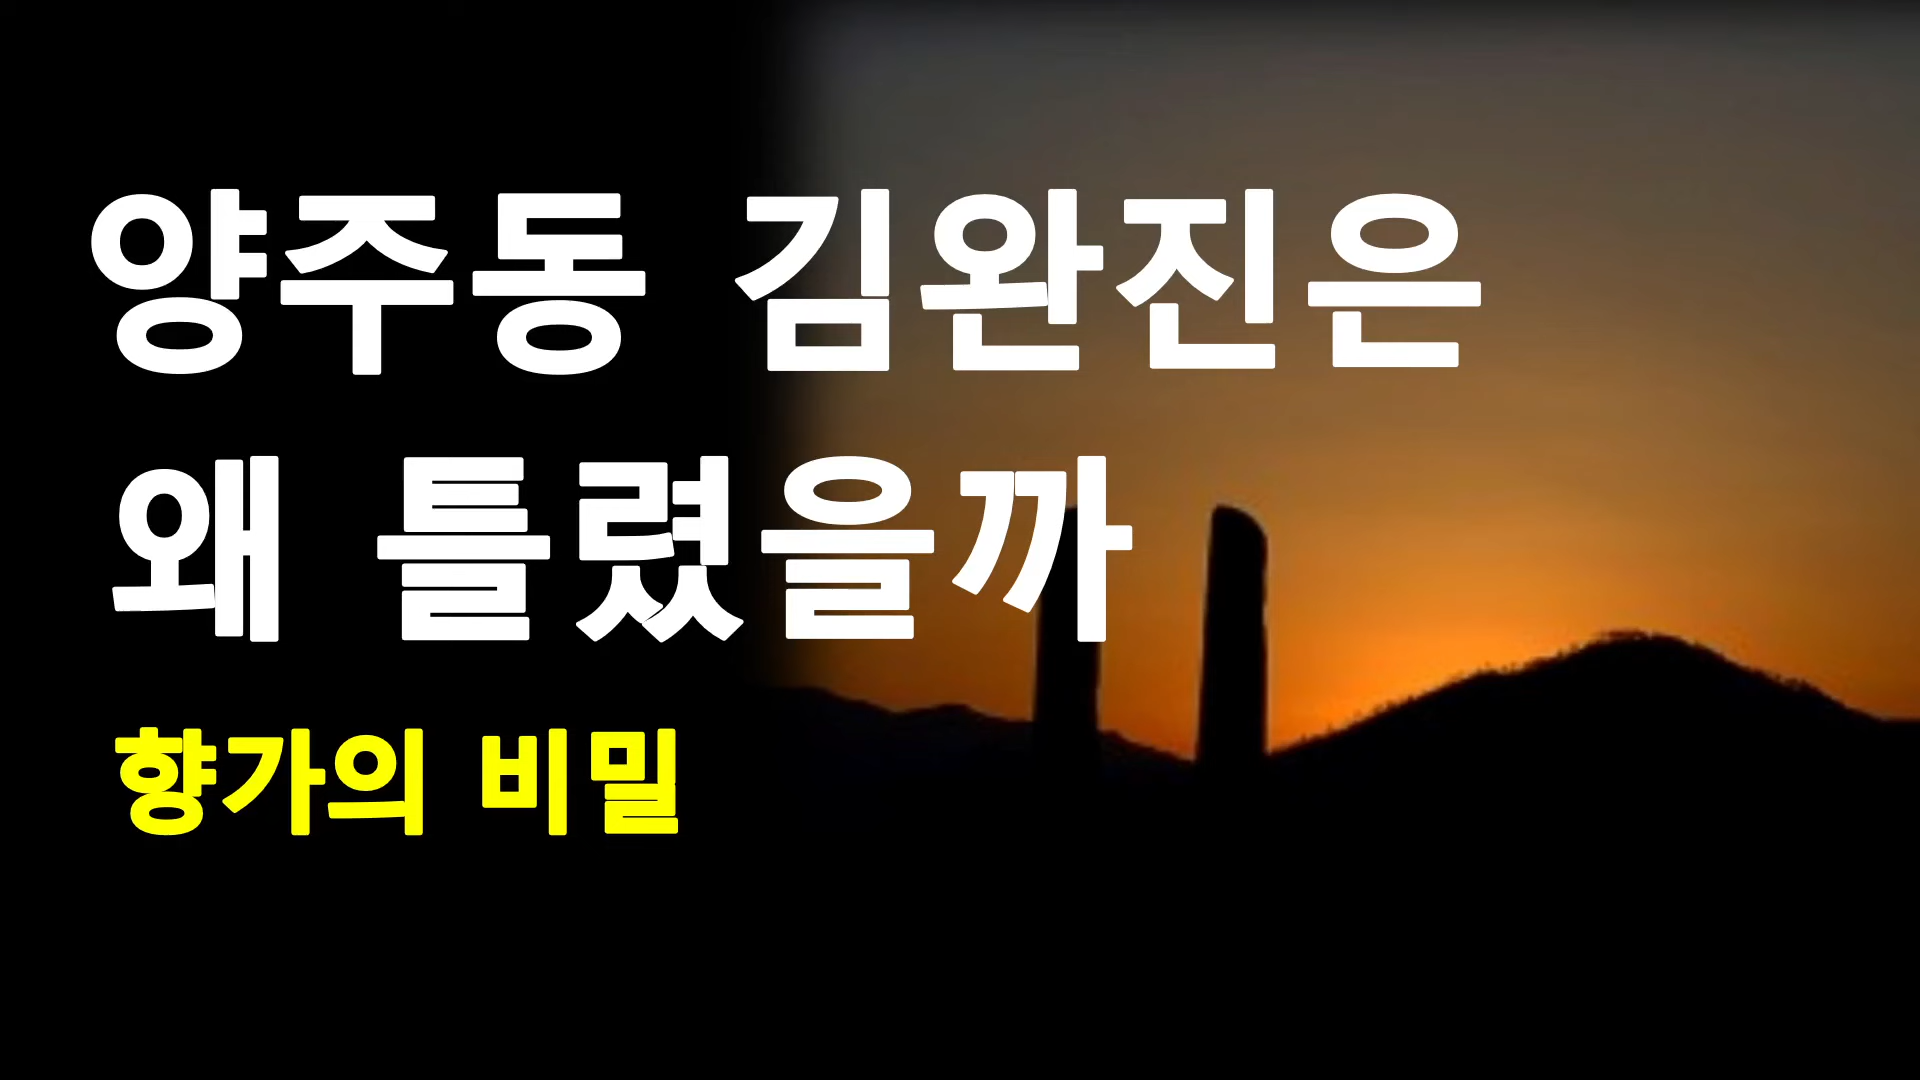 양주동 김완진은
왜 틀렸을까
향가의 비밀